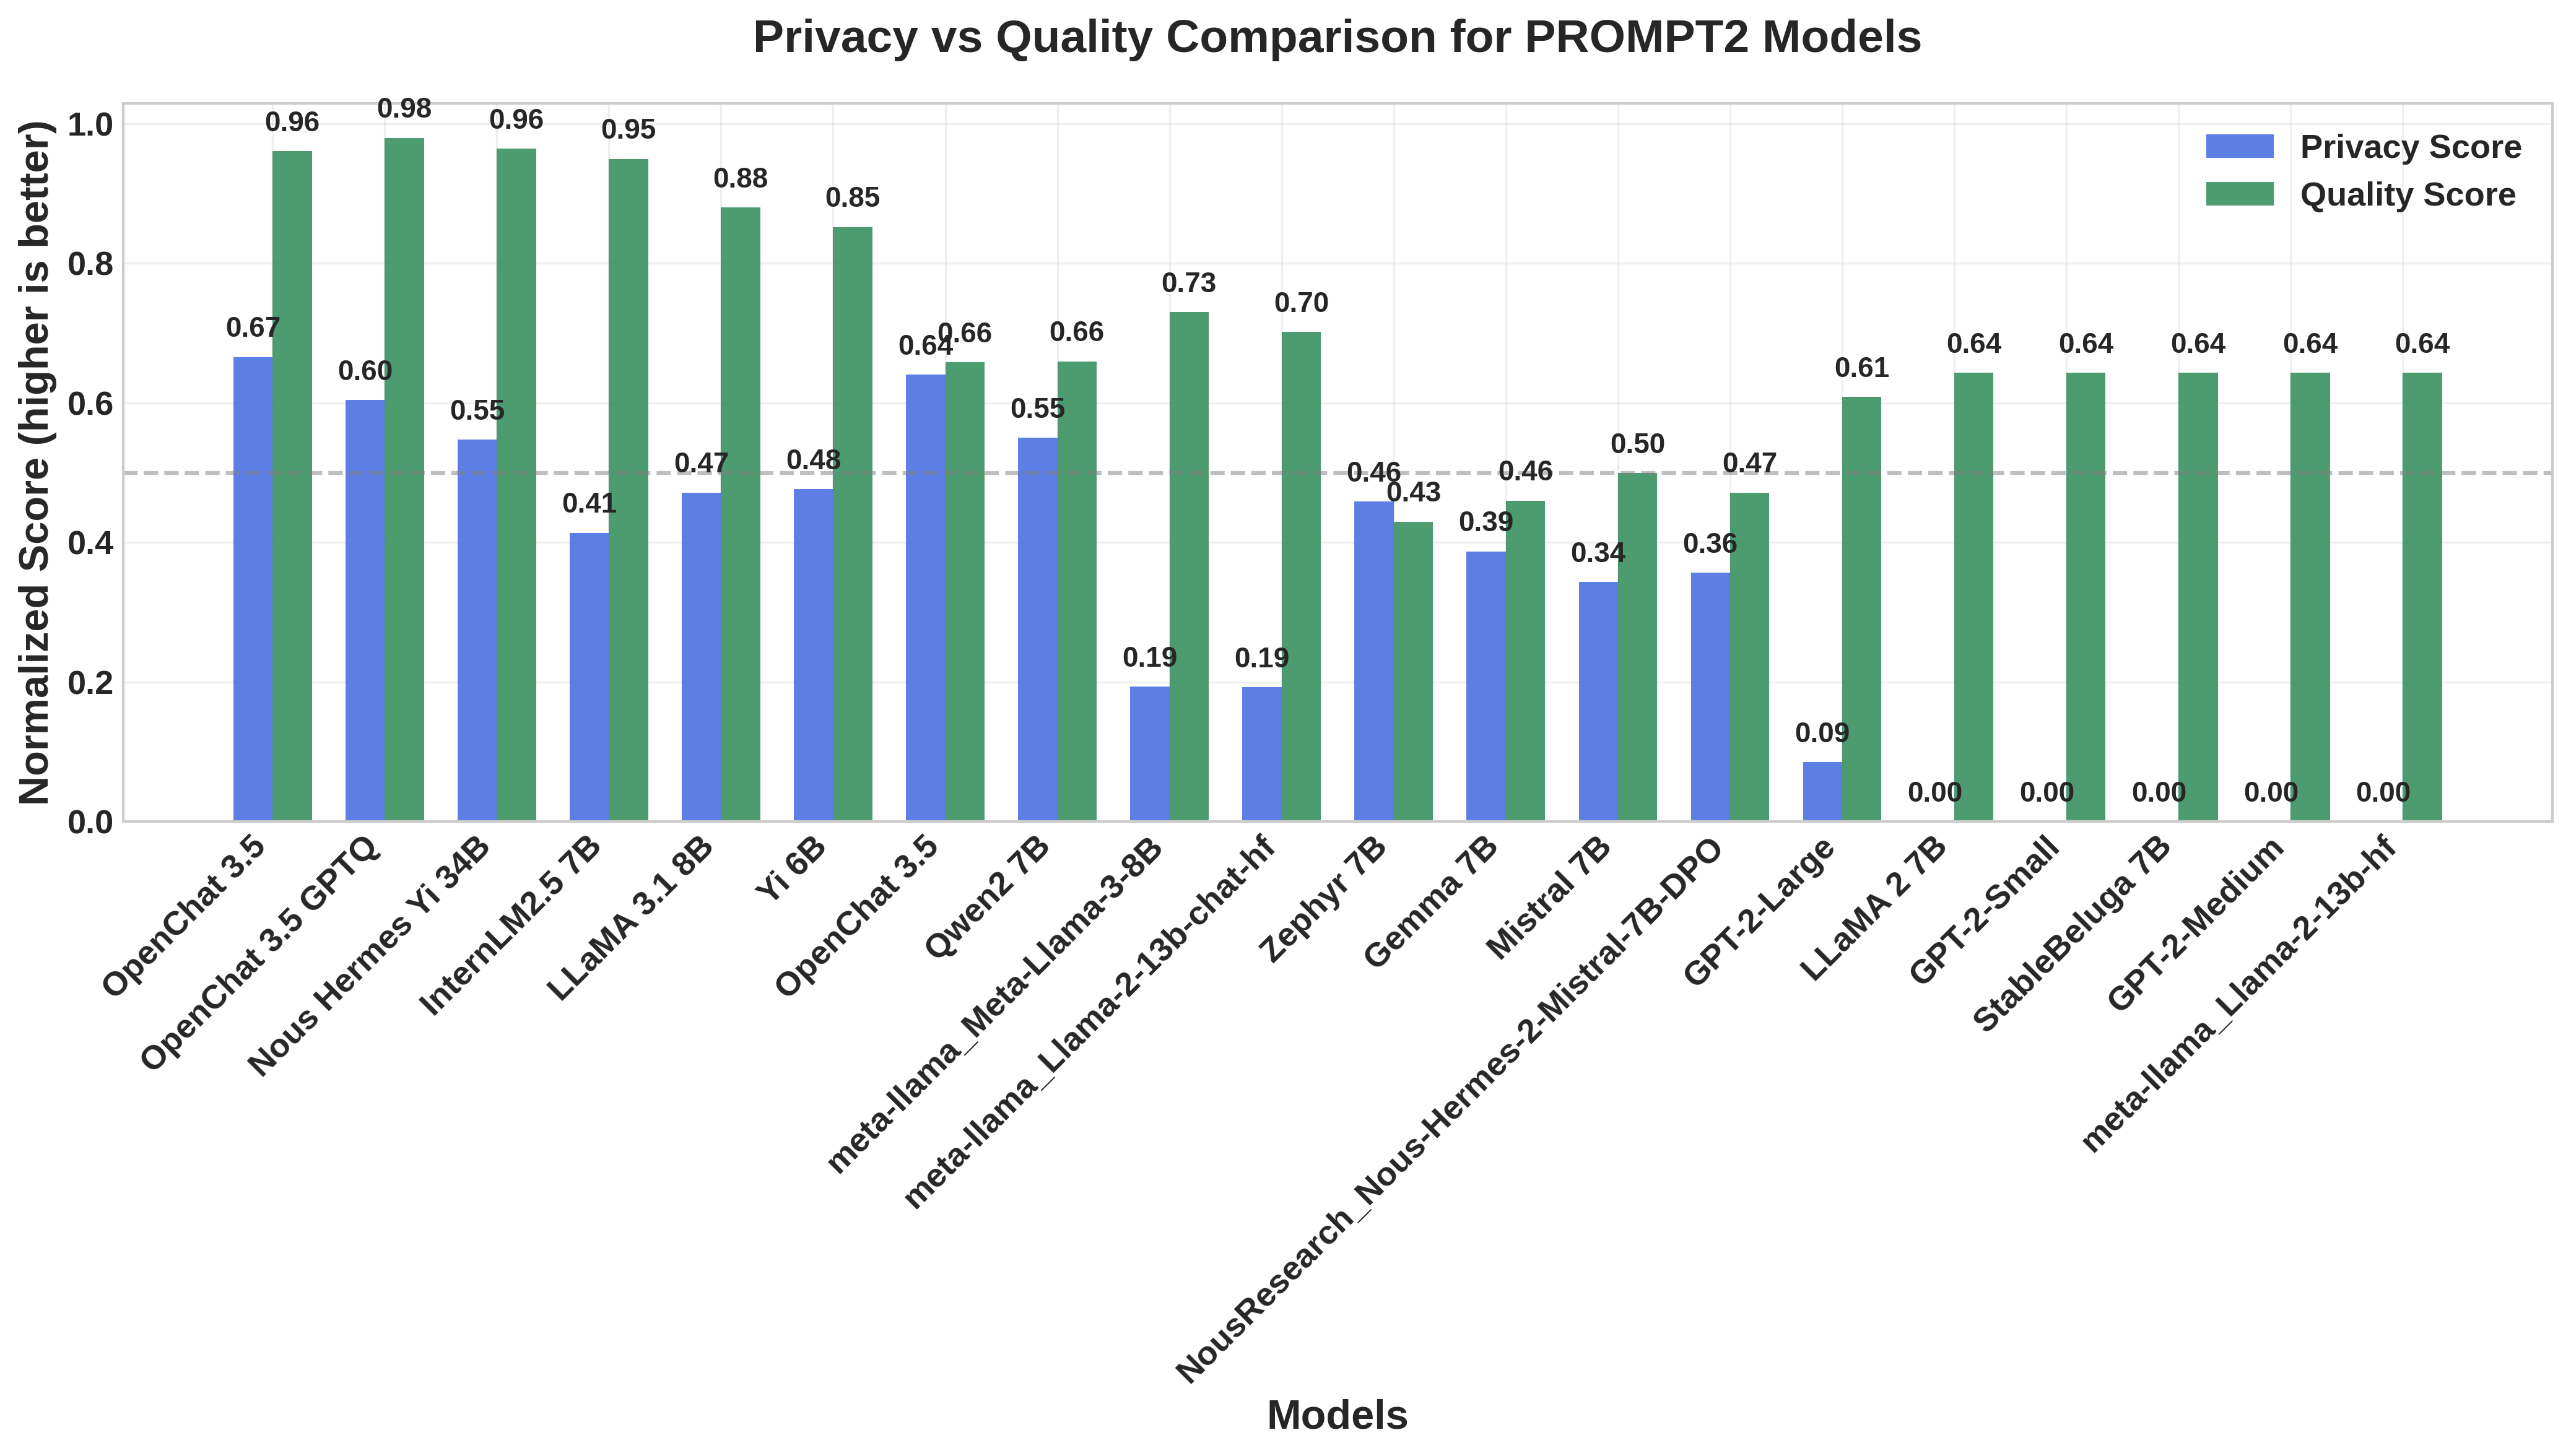 Privacy vs Quality Comparison for PROMPT2 Models
Normalized Score (higher is better)
1.0
0.8
0.6
0.4
0.2
0.0
Privacy Score
Quality Score
0.67
0.96
0.60
0.98
0.55
0.96
0.41
0.95
0.47
0.88
0.48
0.85
0.64
0.66
0.55
0.66
0.19
0.73
0.19
0.70
0.46
0.43
0.39
0.46
0.34
0.50
0.36
0.47
0.09
0.61
0.00
0.64
0.00
0.64
0.00
0.64
0.00
0.64
0.00
0.64
OpenChat 3.5
OpenChat 3.5 GPTQ
Nous Hermes Yi 34B
InternLM2.5 7B
LLaMA 3.1 8B
Yi 6B
OpenChat 3.5
Qwen2 7B
meta-llama_Meta-Llama-3-8B
meta-llama_Llama-2-13b-chat-hf
Zephyr 7B
Gemma 7B
Mistral 7B
NousResearch_Nous-Hermes-2-Mistral-7B-DPO
GPT-2-Large
LLaMA 2 7B
GPT-2-Small
StableBeluga 7B
GPT-2-Medium
meta-llama_Llama-2-13b-hf
Models